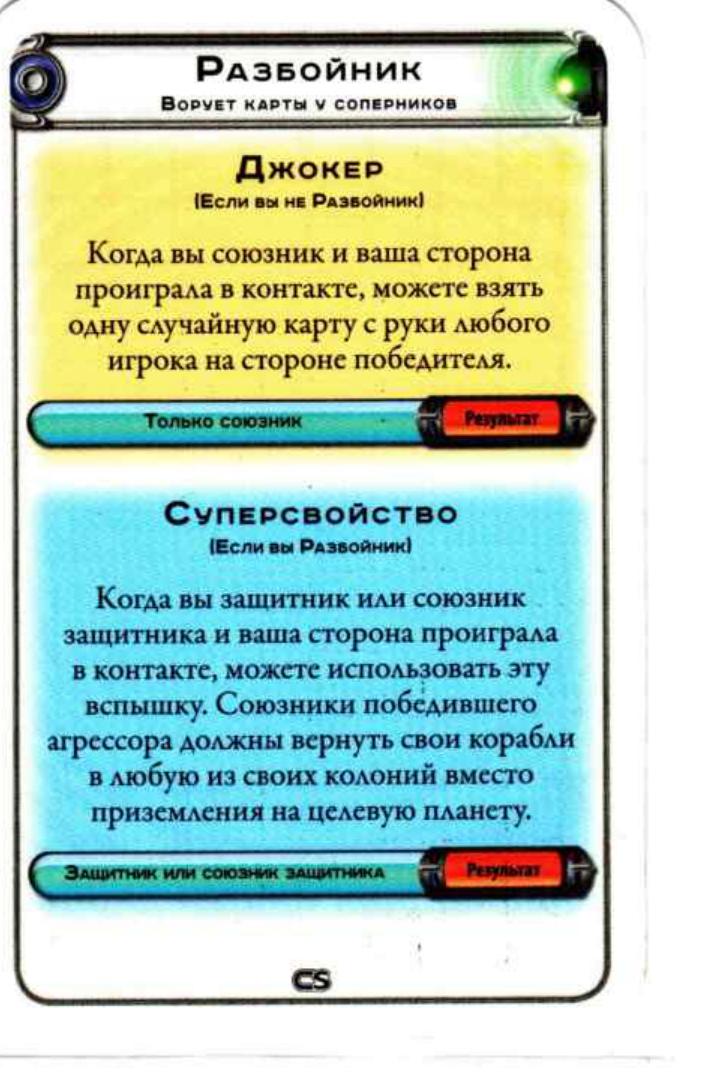 Разбойник
Ворует карты у соперников
Джокер
(Если вы не Разбойник)
Когда вы союзник и ваша сторона
проиграла в контакте, можете взять
одну случайную карту с руки любого
игрока на стороне победителя.
Только союзник
Результат
Суперсвойство
(Если вы Разбойник)
Когда вы защитник или союзник
защитника и ваша сторона проиграла
в контакте, можете использовать эту
вспышку. Союзники победившего
агрессора должны вернуть свои корабли
в любую из своих колоний вместо
приземления на целевую планету.
Защитник или союзник защитника
Результат
CS